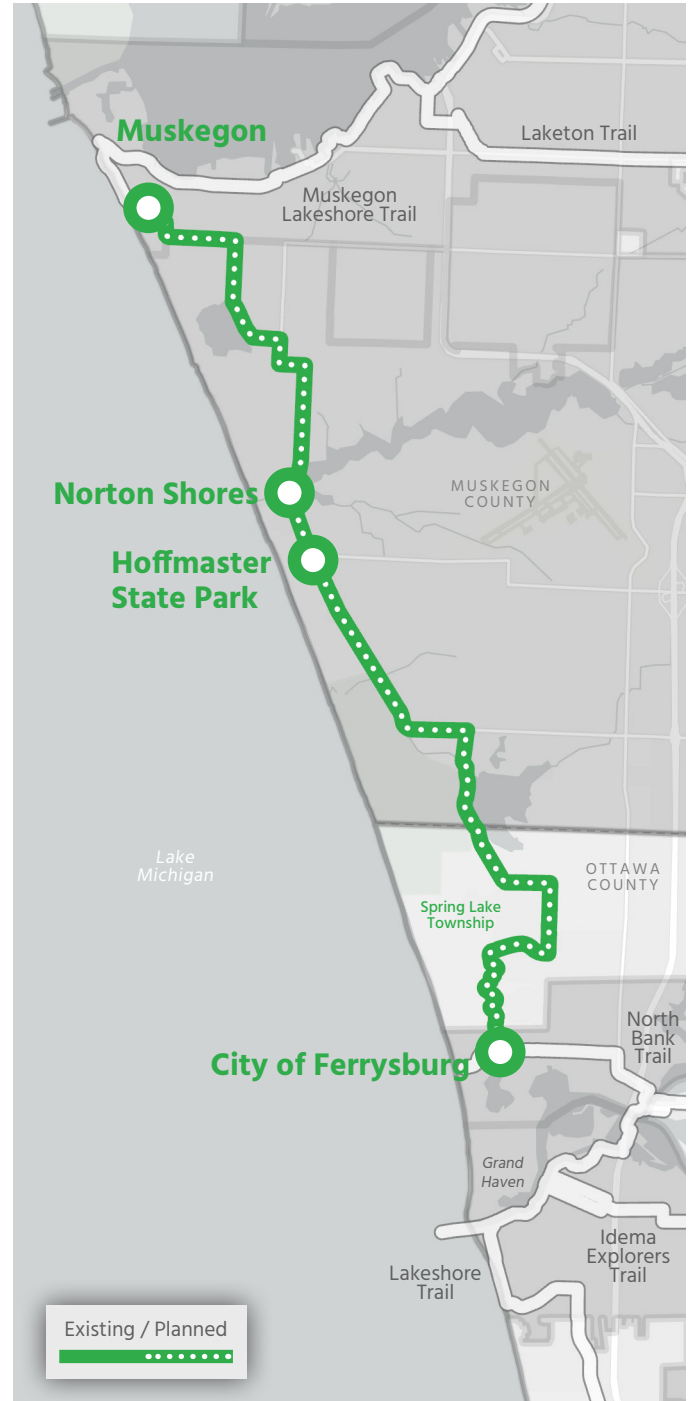 Muskegon
Laketon Trail
Muskegon
Lakeshore Trail
Norton Shores
MUSKEGON
COUNTY
Hoffmaster
State Park
Lake
Michigan
OTTAWA
COUNTY
Spring Lake
Township
North
Bank
Trail
City of Ferrysburg
Grand
Haven
Idema
Explorers
Trail
Lakeshore
Trail
Existing / Planned